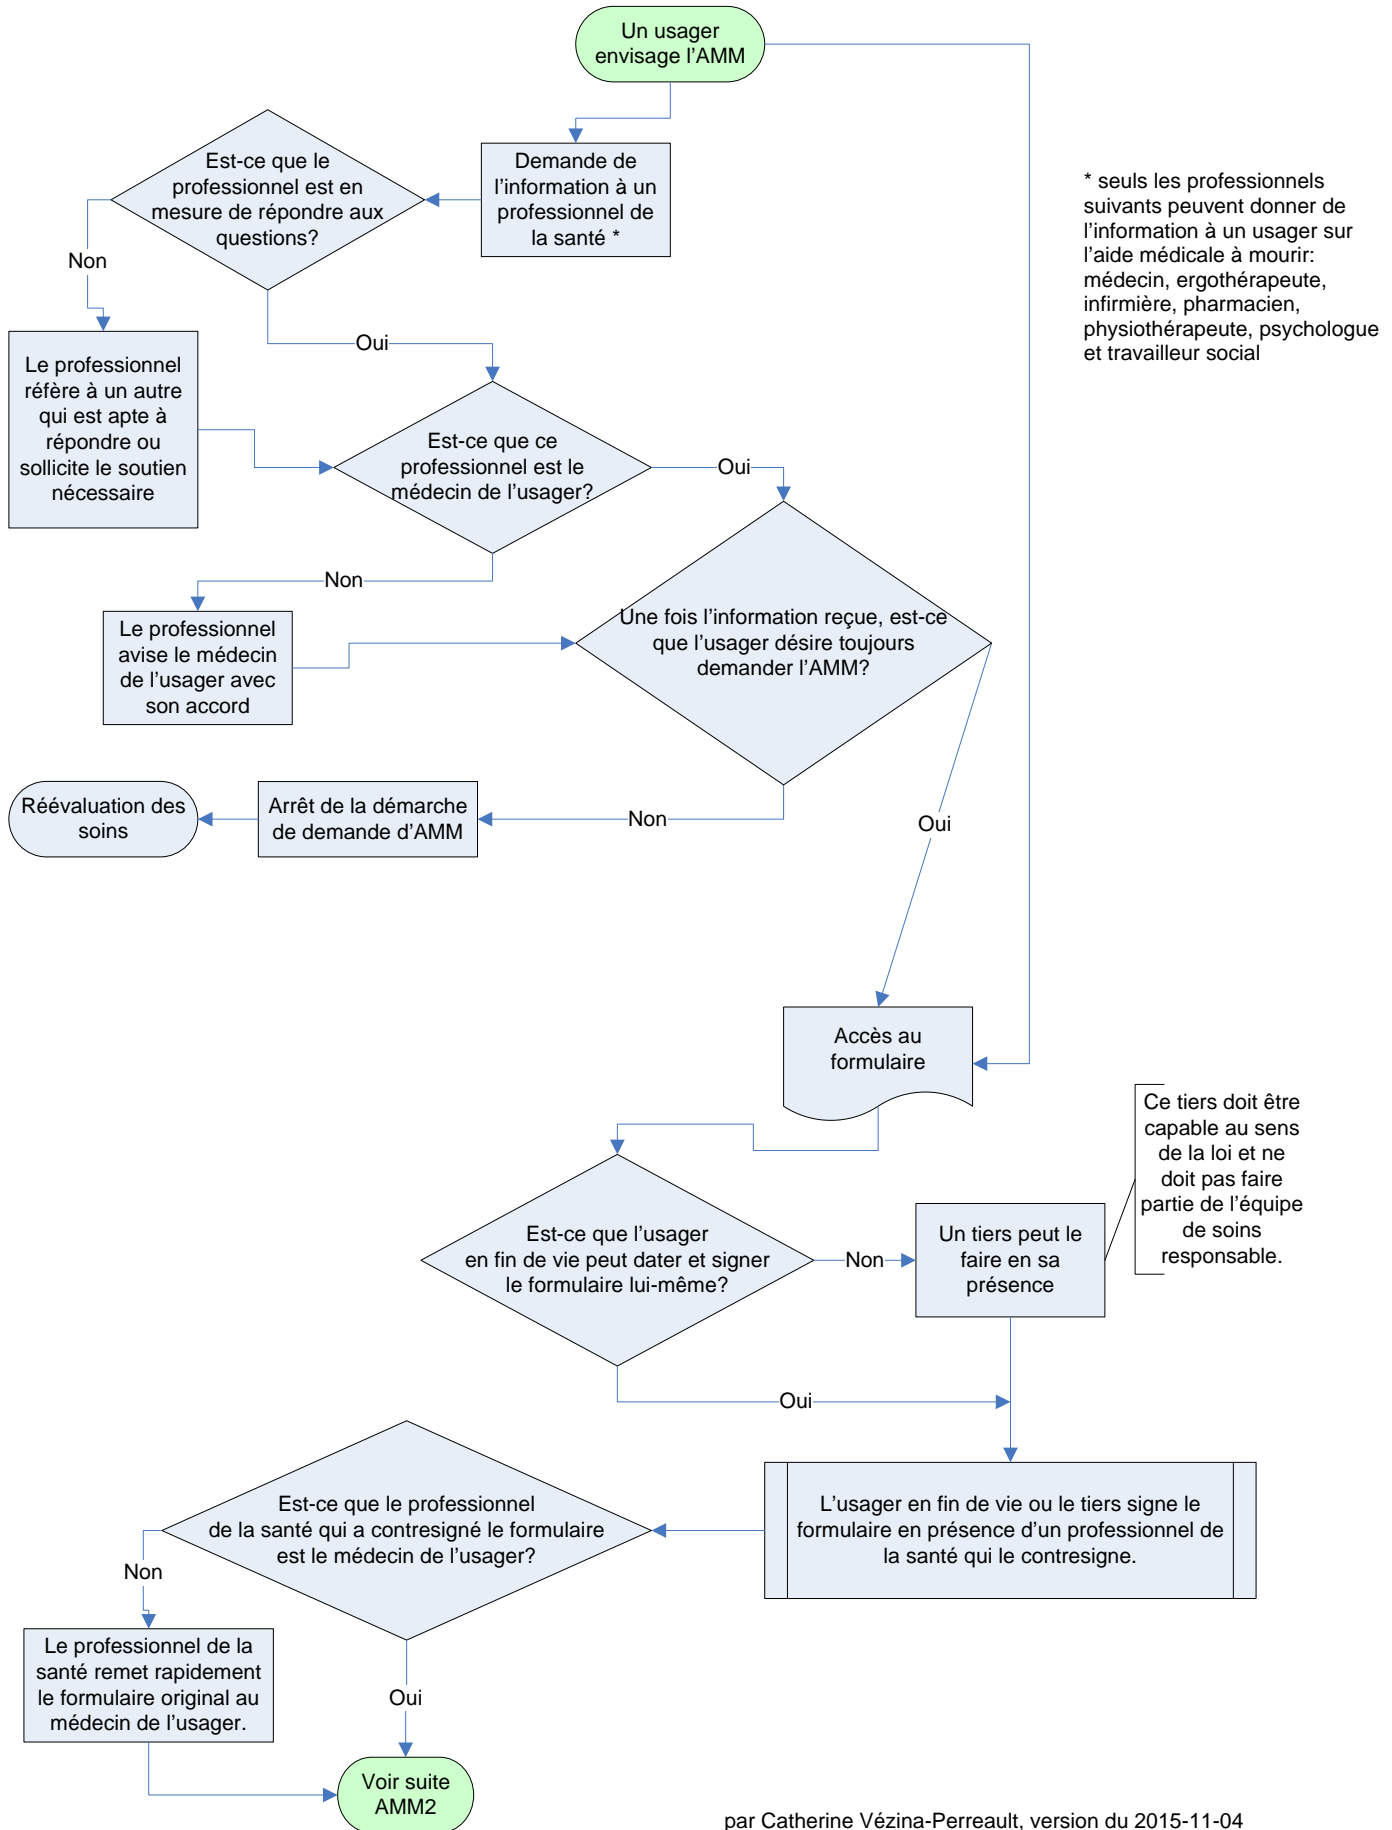 Un usager
envisage l’AMM
Demande de
l’information à un
professionnel de
la santé *
Est-ce que le
professionnel est en
mesure de répondre aux
questions?
* seuls les professionnels
suivants peuvent donner de
l’information à un usager sur
l’aide médicale à mourir:
médecin, ergothérapeute,
infirmière, pharmacien,
physiothérapeute, psychologue
et travailleur social
Non
Oui
Le professionnel
réfère à un autre
qui est apte à
répondre ou
sollicite le soutien
nécessaire
Est-ce que ce
professionnel est le
médecin de l’usager?
Oui
Non
Le professionnel
avise le médecin
de l’usager avec
son accord
Une fois l’information reçue, est-ce
que l’usager désire toujours
demander l’AMM?
Réévaluation des
soins
Arrêt de la démarche
de demande d’AMM
Non
Oui
Accès au
formulaire
Ce tiers doit être
capable au sens
de la loi et ne
doit pas faire
partie de l’équipe
de soins
responsable.
Est-ce que l’usager
en fin de vie peut dater et signer
le formulaire lui-même?
Non
Un tiers peut le
faire en sa
présence
Oui
Est-ce que le professionnel
de la santé qui a contresigné le formulaire
est le médecin de l’usager?
L’usager en fin de vie ou le tiers signe le
formulaire en présence d’un professionnel de
la santé qui le contresigne.
Non
Le professionnel de la
santé remet rapidement
le formulaire original au
médecin de l’usager.
Oui
Voir suite
AMM2
par Catherine Vézina-Perreault, version du 2015-11-04